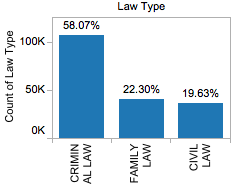 Law Type
Count of Law Type
100K
50K
0K
58.07%
22.30%
19.63%
CRIMIN
AL LAW
FAMILY
LAW
CIVIL
LAW